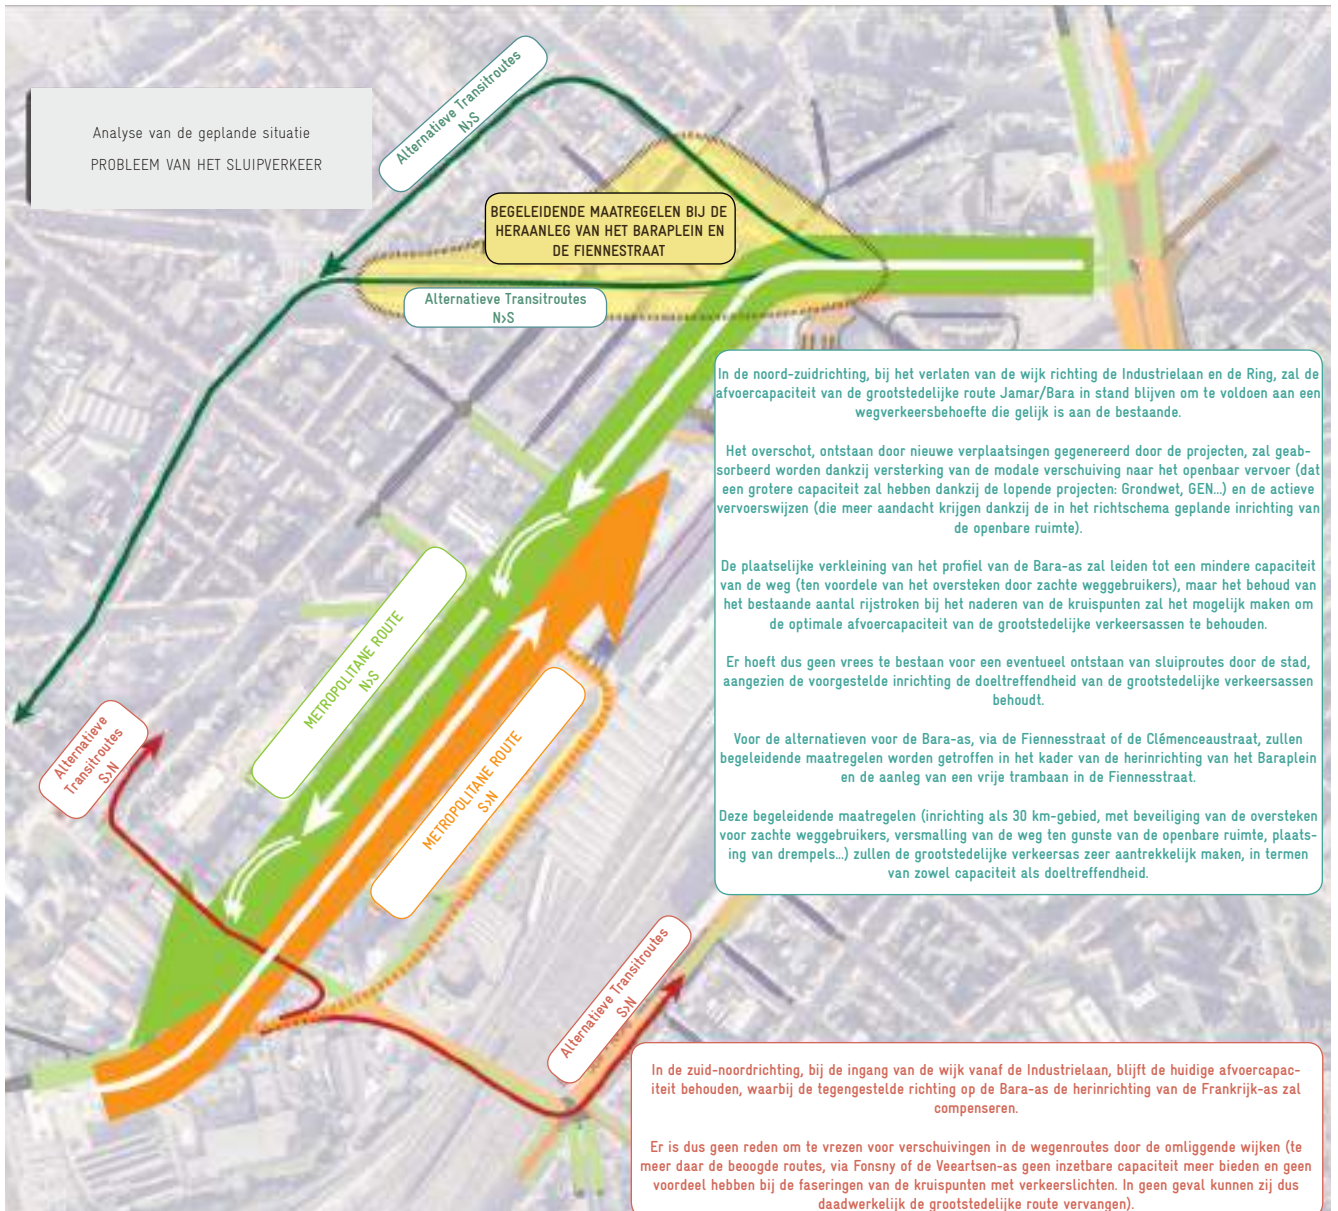 Analyse van de geplande situatie
PROBLEEM VAN HET SLUIPVERKEER
Alternatieve Transitroutes
N>S
BEGELEIDENDE MAATREGELEN BIJ DE
HERAANLEG VAN HET BARAPLEIN EN
DE FIENNESTRAAT
Alternatieve Transitroutes
N>S
In de noord-zuidrichting, bij het verlaten van de wijk richting de Industrielaan en de Ring, zal de
afvoercapaciteit van de grootstedelijke route Jamar/Bara in stand blijven om te voldoen aan een
wegverkeersbehoefte die gelijk is aan de bestaande.
Het overschot, ontstaan door nieuwe verplaatsingen gegenereerd door de projecten, zal geab-
sorbeerd worden dankzij versterking van de modale verschuiving naar het openbaar vervoer (dat
een grotere capaciteit zal hebben dankzij de lopende projecten: Grondwet, GEN...) en de actieve
vervoerswijzen (die meer aandacht krijgen dankzij de in het richtschema geplande inrichting van
de openbare ruimte).
De plaatselijke verkleining van het profiel van de Bara-as zal leiden tot een mindere capaciteit
van de weg (ten voordele van het oversteken door zachte weggebruikers), maar het behoud van
het bestaande aantal rijstroken bij het naderen van de kruispunten zal het mogelijk maken om
de optimale afvoercapaciteit van de grootstedelijke verkeersassen te behouden.
Er hoeft dus geen vrees te bestaan voor een eventueel ontstaan van sluiproutes door de stad,
aangezien de voorgestelde inrichting de doeltreffendheid van de grootstedelijke verkeersassen
behoudt.
Voor de alternatieven voor de Bara-as, via de Fiennesstraat of de Clémenceaustraat, zullen
begeleidende maatregelen worden getroffen in het kader van de herinrichting van het Baraplein
en de aanleg van een vrije trambaan in de Fiennesstraat.
Deze begeleidende maatregelen (inrichting als 30 km-gebied, met beveiliging van de oversteken
voor zachte weggebruikers, versmalling van de weg ten gunste van de openbare ruimte, plaats-
ing van drempels...) zullen de grootstedelijke verkeersas zeer aantrekkelijk maken, in termen
van zowel capaciteit als doeltreffendheid.
METROPOLITANE ROUTE
N>S
METROPOLITANE ROUTE
S>N
Alternatieve
Transitroutes
S>N
Alternatieve Transitroutes
S>N
In de zuid-noordrichting, bij de ingang van de wijk vanaf de Industrielaan, blijft de huidige afvoercapac-
iteit behouden, waarbij de tegengestelde richting op de Bara-as de herinrichting van de Frankrijk-as zal
compenseren.
Er is dus geen reden om te vrezen voor verschuivingen in de wegenroutes door de omliggende wijken (te
meer daar de beoogde routes, via Fonsny of de Veeartsen-as geen inzetbare capaciteit meer bieden en geen
voordeel hebben bij de faseringen van de kruispunten met verkeerslichten. In geen geval kunnen zij dus
daadwerkelijk de grootstedelijke route vervangen).